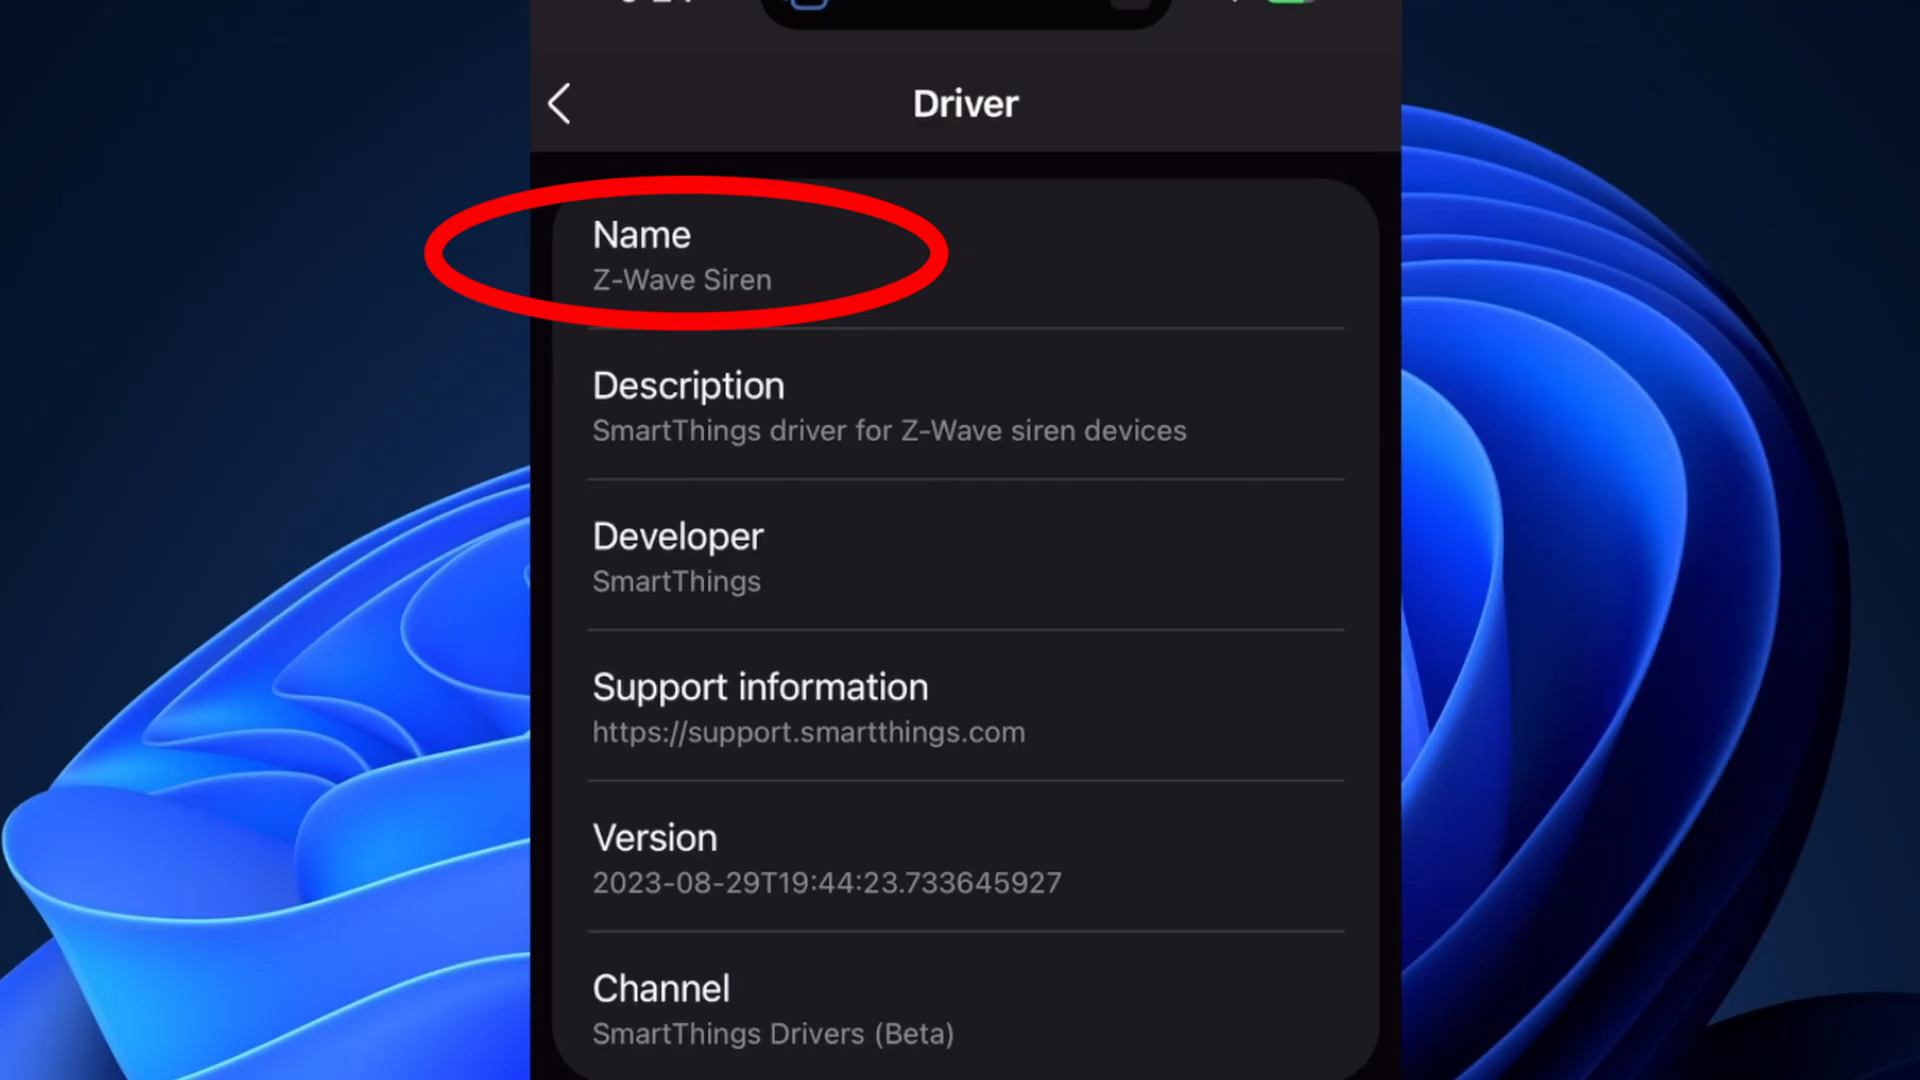 Driver
Name
Z-Wave Siren
Description
SmartThings driver for Z-Wave siren devices
Developer
SmartThings
Support information
https://support.smartthings.com
Version
2023-08-29T19:44:23.733645927
Channel
SmartThings Drivers (Beta)